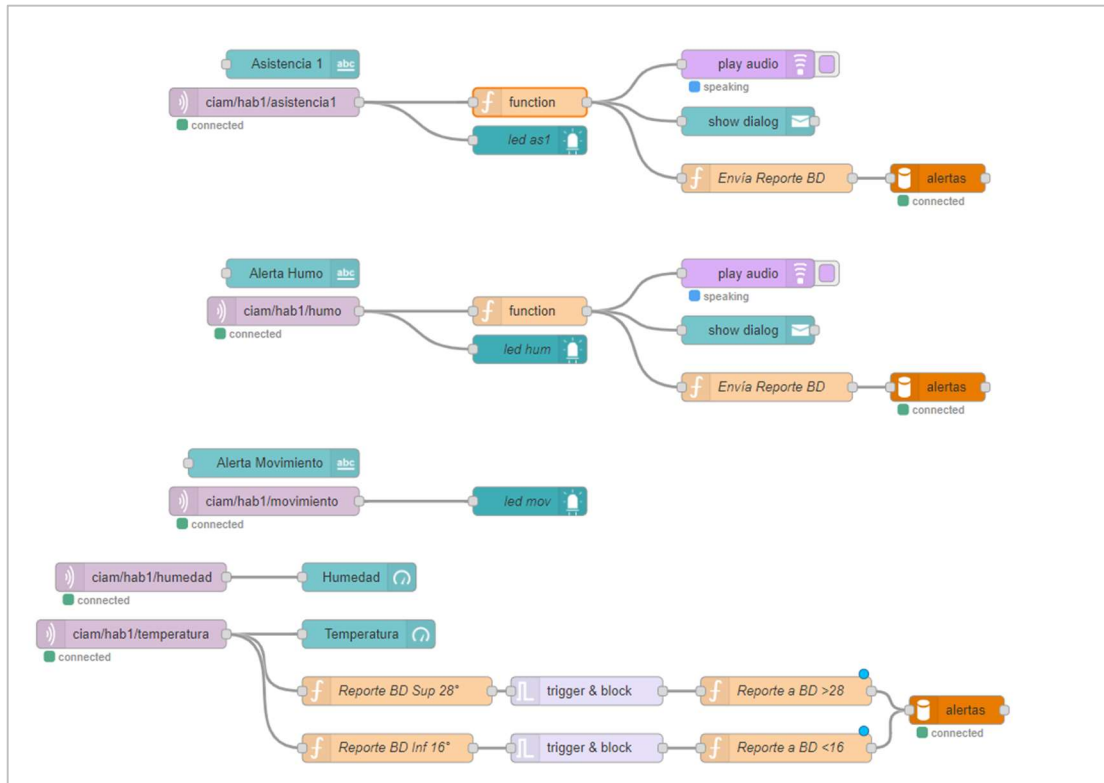 Asistencia 1 abc
play audio
speaking
ciam/hab1/asistencia1
connected
function
led as1
show dialog
Envía Reporte BD
alertas
connected
Alerta Humo abc
play audio
speaking
ciam/hab1/humo
connected
function
led hum
show dialog
Envía Reporte BD
alertas
connected
Alerta Movimiento abc
ciam/hab1/movimiento
connected
led mov
ciam/hab1/humedad
connected
Humedad
ciam/hab1/temperatura
connected
Temperatura
Reporte BD Sup 28°
trigger & block
Reporte a BD >28
alertas
connected
Reporte BD Inf 16°
trigger & block
Reporte a BD <16